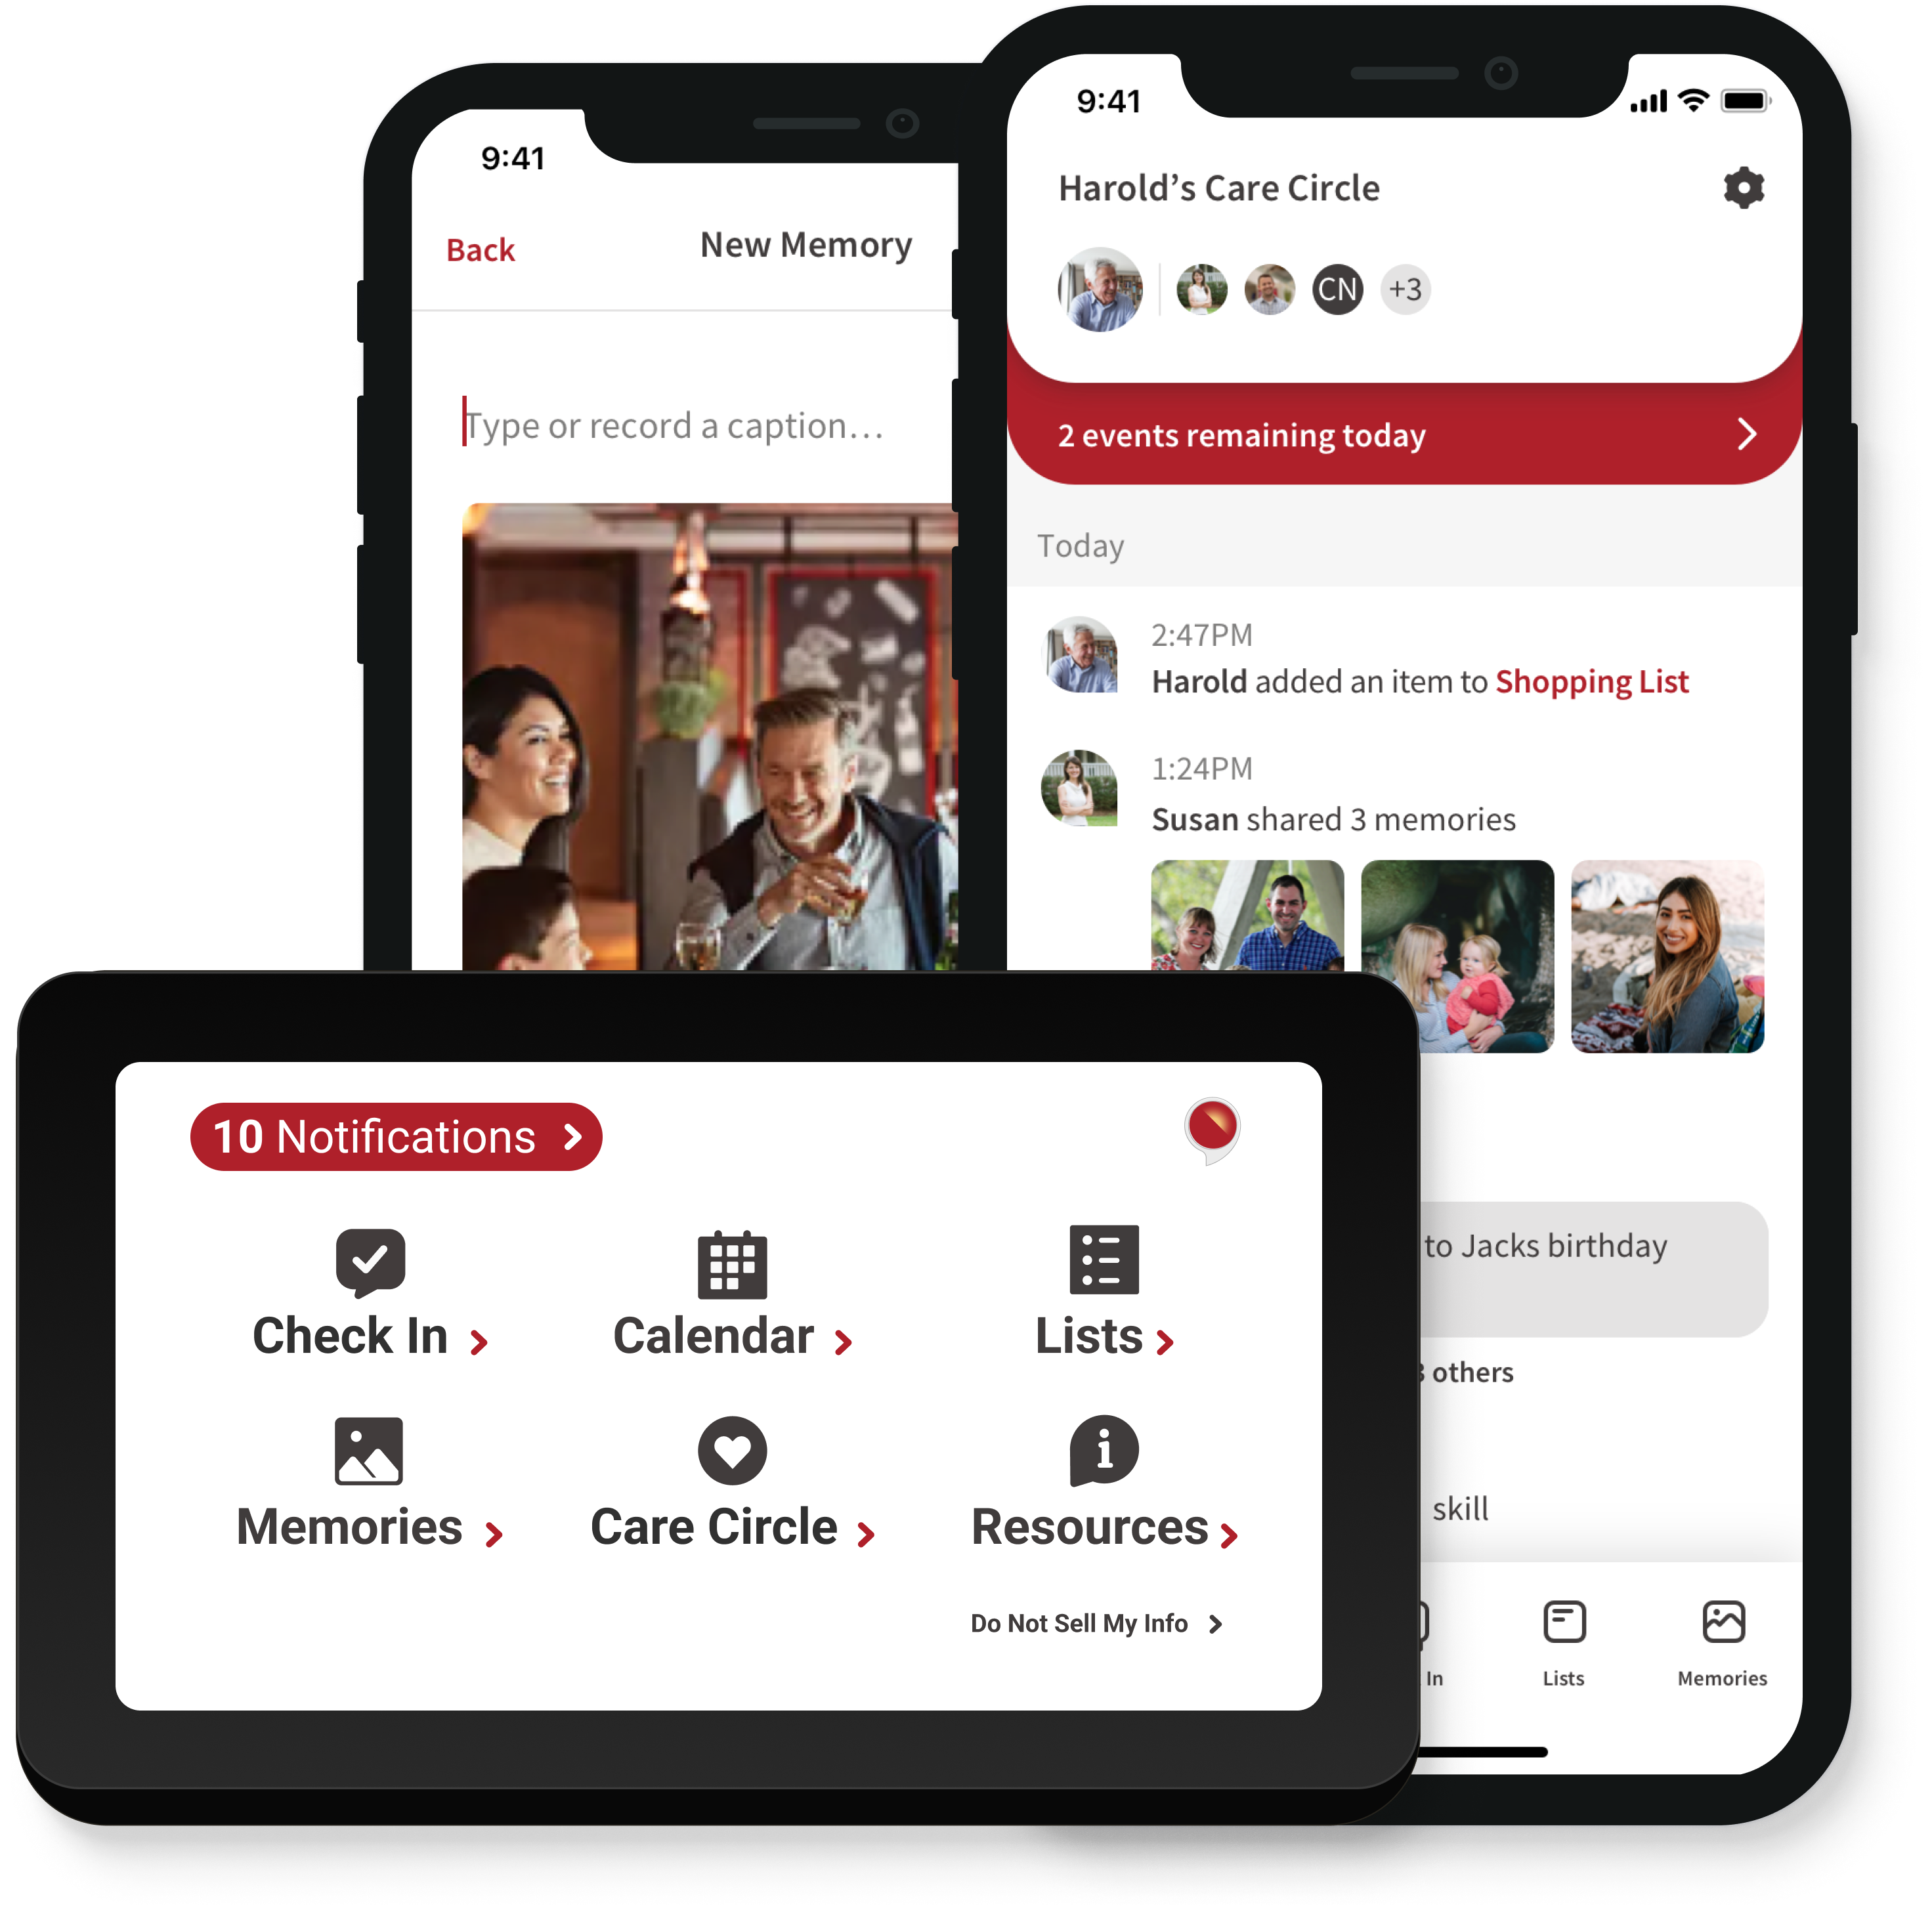 9:41
Back
New Memory
Type or record a caption...
9:41
Harold's Care Circle
CN
+3
2 events remaining today
Today
2:47PM
Harold added an item to Shopping List
1:24PM
Susan shared 3 memories
to Jacks birthday
others
skill
In
Lists
Memories
10 Notifications
Check In
Calendar
Lists
Memories
Care Circle
Resources
Do Not Sell My Info